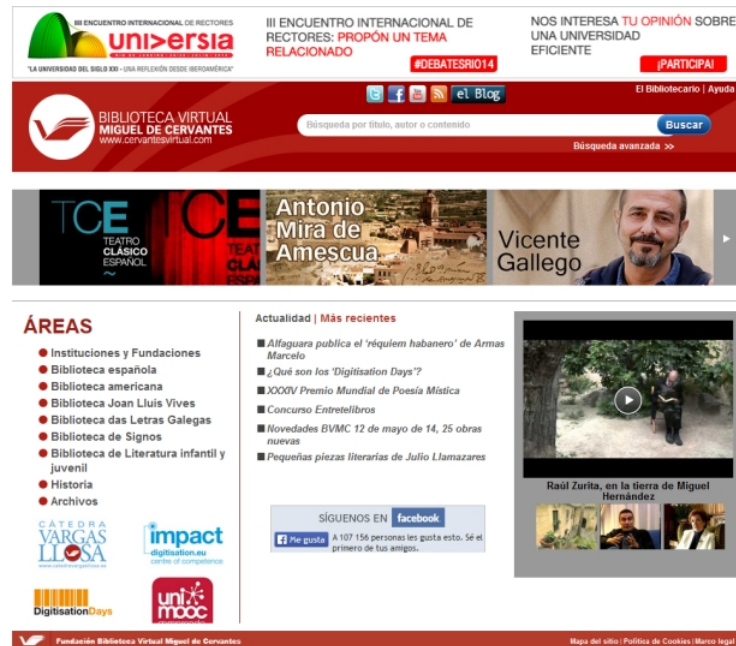 III ENCUENTRO INTERNACIONAL DE RECTORES
uni>ersia
"LA UNIVERSIDAD DEL SIGLO XXI - UNA REFLEXIÓN DESDE IBEROAMÉRICA"
III ENCUENTRO INTERNACIONAL DE
RECTORES: PROPÓN UN TEMA
RELACIONADO
#DEBATESRIO14
NOS INTERESA TU OPINIÓN SOBRE
UNA UNIVERSIDAD
EFICIENTE
¡PARTICIPA!
BIBLIOTECA VIRTUAL
MIGUEL DE CERVANTES
www.cervantesvirtual.com
el Blog
El Bibliotecario | Ayuda
Búsqueda por título, autor o contenido
Buscar
Búsqueda avanzada >>
TCE
TEATRO
CLÁSICO
ESPAÑOL
TCE
Antonio
Mira de
Amescua
Vicente
Gallego
ÁREAS
Instituciones y Fundaciones
Biblioteca española
Biblioteca americana
Biblioteca Joan Lluis Vives
Biblioteca das Letras Galegas
Biblioteca de Signos
Biblioteca de Literatura infantil y
juvenil
Historia
Archivos
CÁTEDRA
VARGAS
LLOSA
www.catedravargasllosa.es
impact
digitisation.eu
centre of competence
DigitisationDays
uni
mooc
Actualidad | Más recientes
Alfaguara publica el 'réquiem habanero' de Armas
Marcelo
¿Qué son los 'Digitisation Days'?
XXXIV Premio Mundial de Poesía Mística
Concurso Entretelibros
Novedades BVMC 12 de mayo de 14, 25 obras
nuevas
Pequeñas piezas literarias de Julio Llamazares
SÍGUENOS EN facebook
Me gusta
A 107 156 personas les gusta esto. Sé el
primero de tus amigos.
Raúl Zurita, en la tierra de Miguel
Hernández
Fundación Biblioteca Virtual Miguel de Cervantes
Mapa del sitio | Política de Cookies | Marco legal